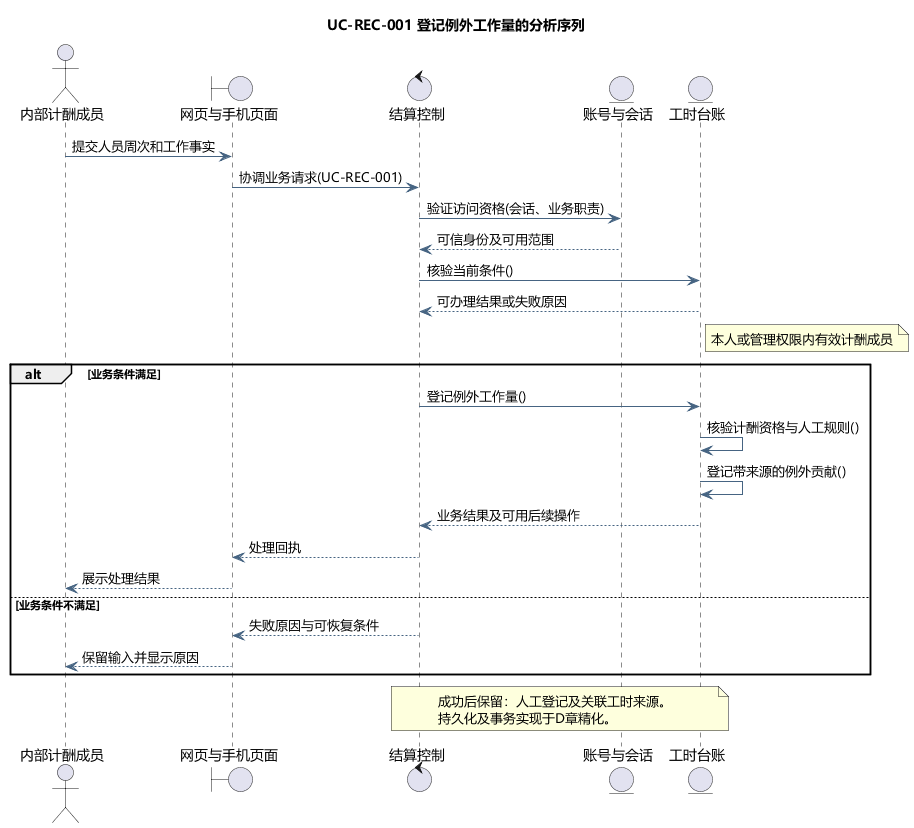 UC-REC-001 登记例外工作量的分析序列
内部计酬成员
网页与手机页面
结算控制
账号与会话
工时台账
提交人员周次和工作事实
协调业务请求(UC-REC-001)
验证访问资格(会话、业务职责)
可信身份及可用范围
核验当前条件()
可办理结果或失败原因
本人或管理权限内有效计酬成员
alt
[业务条件满足]
登记例外工作量()
核验计酬资格与人工规则()
登记带来源的例外贡献()
业务结果及可用后续操作
处理回执
展示处理结果
[业务条件不满足]
失败原因与可恢复条件
保留输入并显示原因
成功后保留：人工登记及关联工时来源。
持久化及事务实现于D章精化。
内部计酬成员
网页与手机页面
结算控制
账号与会话
工时台账